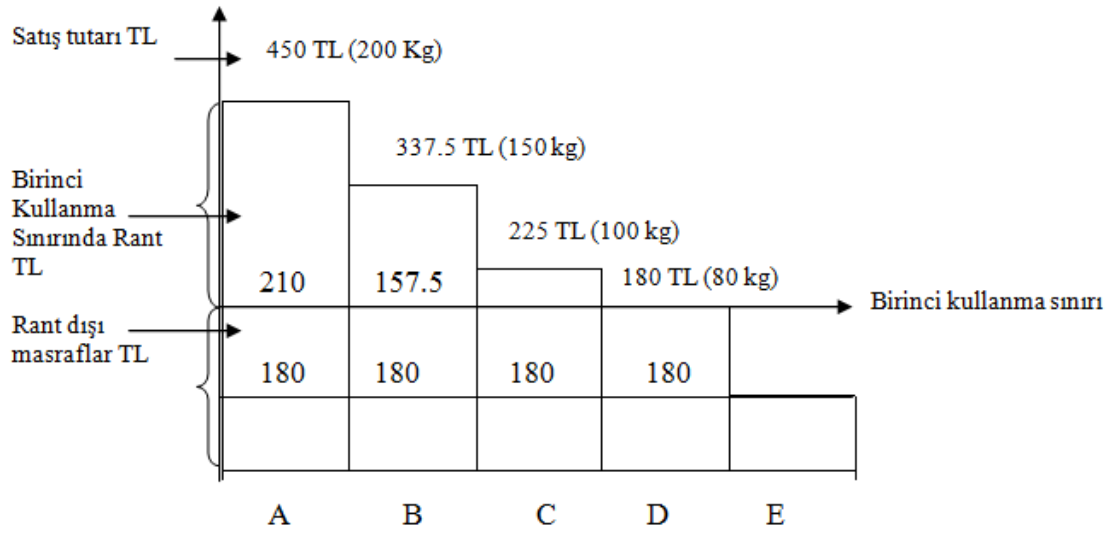 Satış tutarı TL
450 TL (200 Kg)
337.5 TL (150 kg)
Birinci
Kullanma
Sınırında Rant
TL
225 TL (100 kg)
210
157.5
180 TL (80 kg)
Birinci kullanma sınırı
Rant dışı
masraflar TL
180
180
180
180
A
B
C
D
E